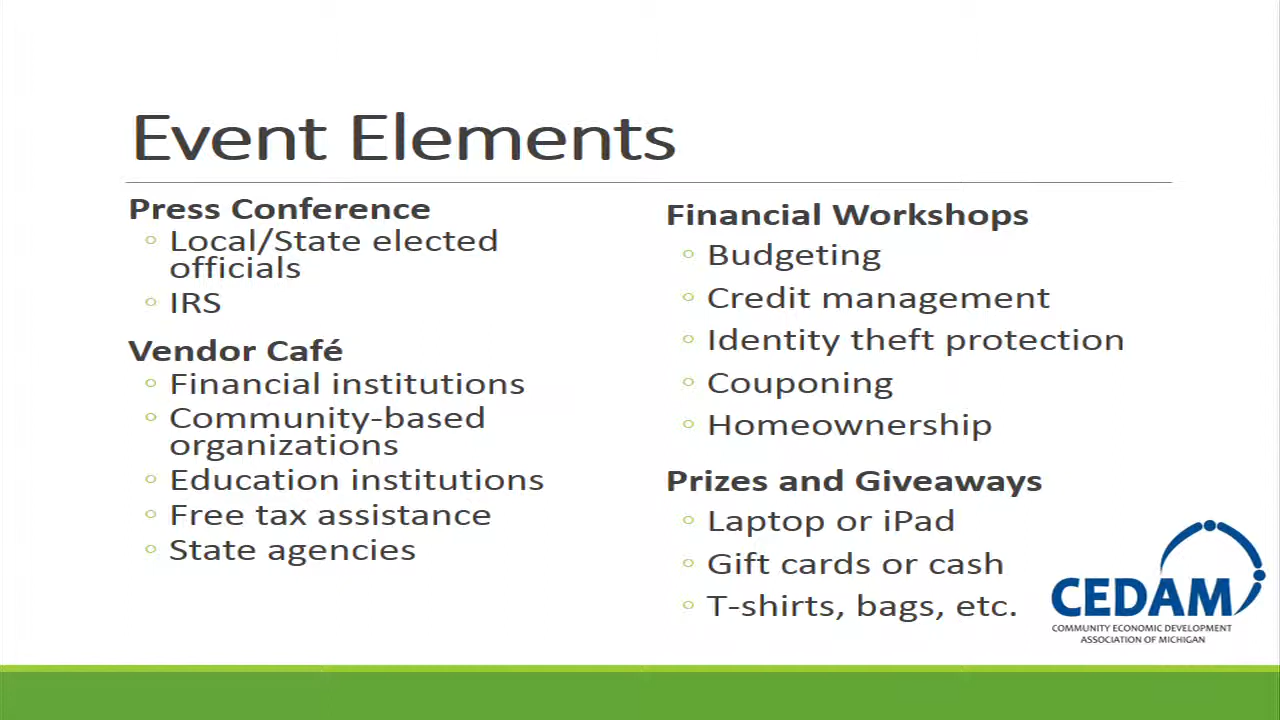 Event Elements
Press Conference
Local/State elected
officials
IRS
Vendor Café
Financial institutions
Community-based
organizations
Education institutions
Free tax assistance
State agencies
Financial Workshops
Budgeting
Credit management
Identity theft protection
Couponing
Homeownership
Prizes and Giveaways
Laptop or iPad
Gift cards or cash
T-shirts, bags, etc.
CEDAM
COMMUNITY ECONOMIC DEVELOPMENT
ASSOCIATION OF MICHIGAN